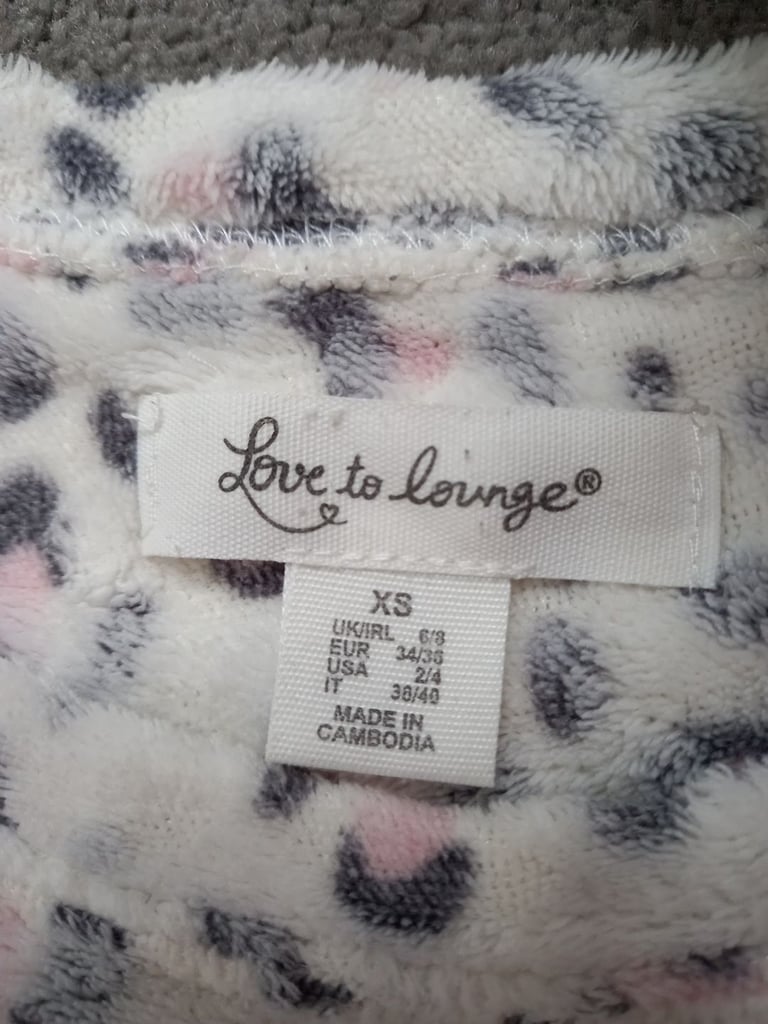 Love to lounge®
XS
UK/IRL 6/8
EUR 34/36
USA 2/4
IT 38/40
MADE IN
CAMBODIA